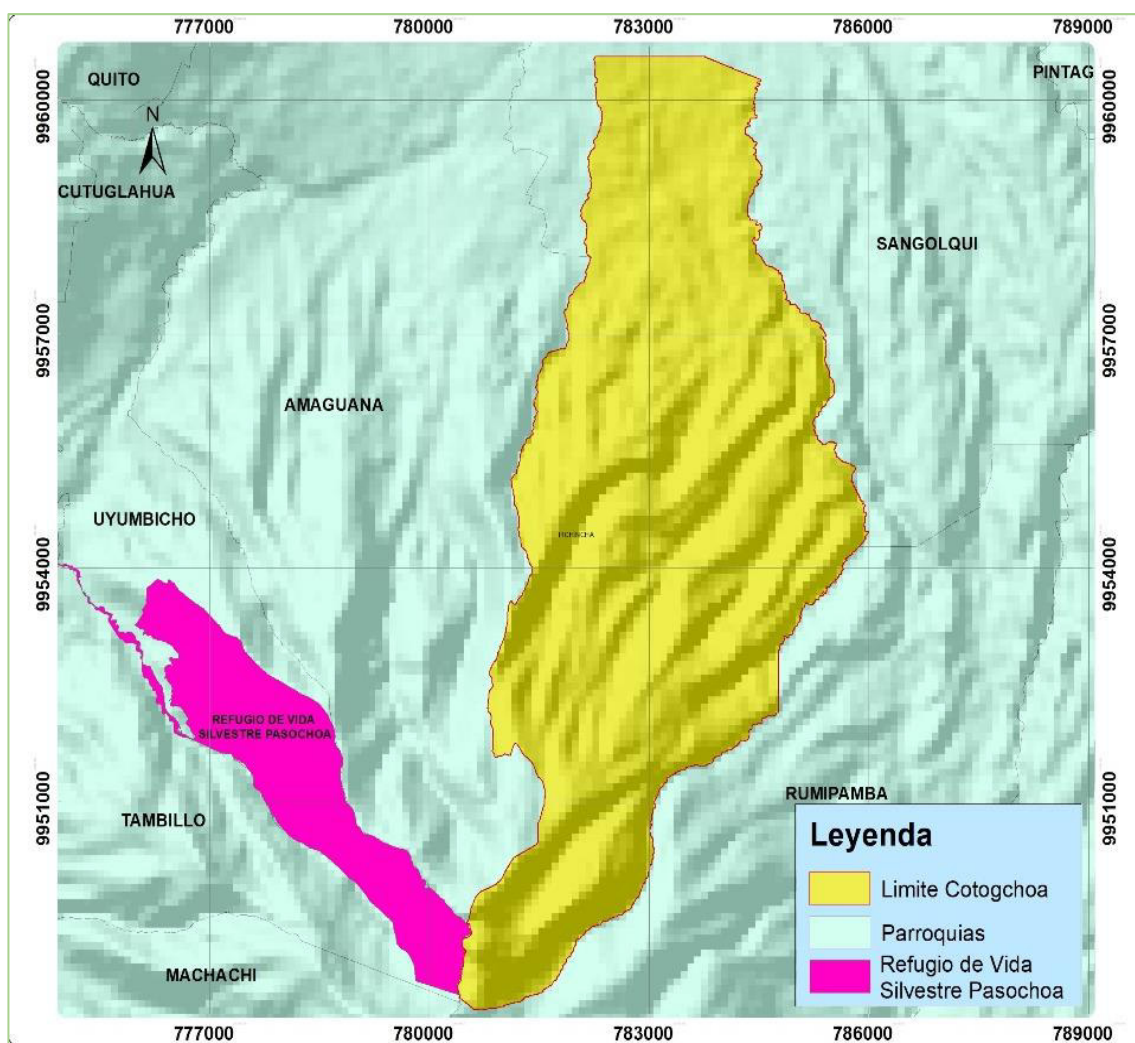 777000 780000 783000 786000 789000
QUITO
PINTAG
9960000
9960000
N
CUTUGLAHUA
SANGOLQUI
9957000
9957000
AMAGUANA
UYUMBICHO
PICHINCHA
9954000
9954000
REFUGIO DE VIDA
SILVESTRE PASOCHOA
RUMIPAMBA
9951000
9951000
TAMBILLO
MACHACHI
Leyenda
Limite Cotogchoa
Parroquias
Refugio de Vida
Silvestre Pasochoa
777000 780000 783000 786000 789000